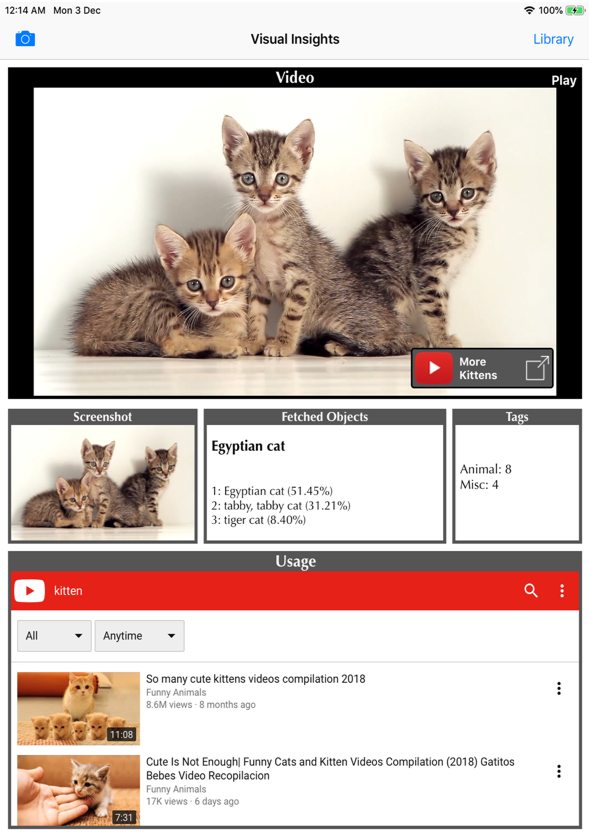 12:14 AM Mon 3 Dec
100%
Visual Insights
Library
Video
Play
More
Kittens
Screenshot
Fetched Objects
Egyptian cat
1: Egyptian cat (51.45%)
2: tabby, tabby cat (31.21%)
3: tiger cat (8.40%)
Tags
Animal: 8
Misc: 4
Usage
kitten
All
Anytime
11:08
So many cute kittens videos compilation 2018
Funny Animals
8.6M views · 8 months ago
7:31
Cute Is Not Enough| Funny Cats and Kitten Videos Compilation (2018) Gatitos
Bebes Video Recopilacion
Funny Animals
17K views · 6 days ago